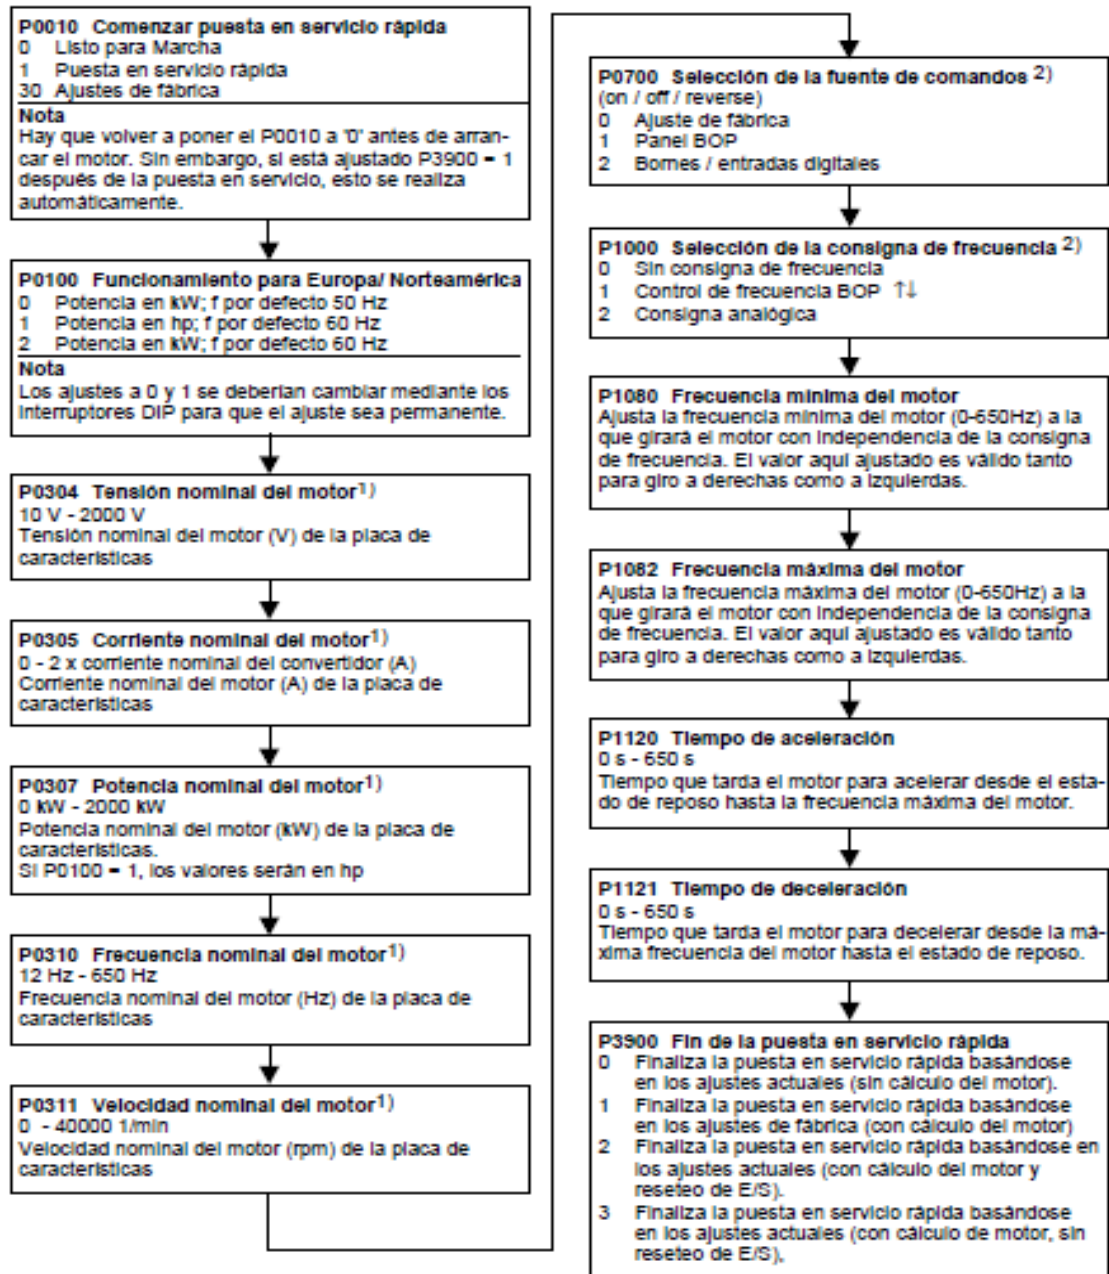 P0010 Comenzar puesta en servicio rápida
0 Listo para Marcha
1 Puesta en servicio rápida
30 Ajustes de fábrica
Nota
Hay que volver a poner el P0010 a '0' antes de arran-
car el motor. Sin embargo, si está ajustado P3900 = 1
después de la puesta en servicio, esto se realiza
automáticamente.
P0100 Funcionamiento para Europa/ Norteamérica
0 Potencia en kW; f por defecto 50 Hz
1 Potencia en hp; f por defecto 60 Hz
2 Potencia en kW; f por defecto 60 Hz
Nota
Los ajustes a 0 y 1 se deberían cambiar mediante los
interruptores DIP para que el ajuste sea permanente.
P0304 Tensión nominal del motor1)
10 V - 2000 V
Tensión nominal del motor (V) de la placa de
características
P0305 Corriente nominal del motor1)
0 - 2 x corriente nominal del convertidor (A)
Corriente nominal del motor (A) de la placa de
características
P0307 Potencia nominal del motor1)
0 kW - 2000 kW
Potencia nominal del motor (kW) de la placa de
características.
Si P0100 = 1, los valores serán en hp
P0310 Frecuencia nominal del motor1)
12 Hz - 650 Hz
Frecuencia nominal del motor (Hz) de la placa de
características
P0311 Velocidad nominal del motor1)
0 - 40000 1/min
Velocidad nominal del motor (rpm) de la placa de
características
P0700 Selección de la fuente de comandos 2)
(on / off / reverse)
0 Ajuste de fábrica
1 Panel BOP
2 Bornes / entradas digitales
P1000 Selección de la consigna de frecuencia 2)
0 Sin consigna de frecuencia
1 Control de frecuencia BOP ↑↓
2 Consigna analógica
P1080 Frecuencia mínima del motor
Ajusta la frecuencia mínima del motor (0-650Hz) a la
que girará el motor con independencia de la consigna
de frecuencia. El valor aquí ajustado es válido tanto
para giro a derechas como a izquierdas.
P1082 Frecuencia máxima del motor
Ajusta la frecuencia máxima del motor (0-650Hz) a la
que girará el motor con independencia de la consigna
de frecuencia. El valor aquí ajustado es válido tanto
para giro a derechas como a izquierdas.
P1120 Tiempo de aceleración
0 s - 650 s
Tiempo que tarda el motor para acelerar desde el esta-
do de reposo hasta la frecuencia máxima del motor.
P1121 Tiempo de deceleración
0 s - 650 s
Tiempo que tarda el motor para decelerar desde la má-
xima frecuencia del motor hasta el estado de reposo.
P3900 Fin de la puesta en servicio rápida
0 Finaliza la puesta en servicio rápida basándose
en los ajustes actuales (sin cálculo del motor).
1 Finaliza la puesta en servicio rápida basándose
en los ajustes de fábrica (con cálculo del motor)
2 Finaliza la puesta en servicio rápida basándose en
los ajustes actuales (con cálculo del motor y
reseteo de E/S).
3 Finaliza la puesta en servicio rápida basándose
en los ajustes actuales (con cálculo de motor, sin
reseteo de E/S),